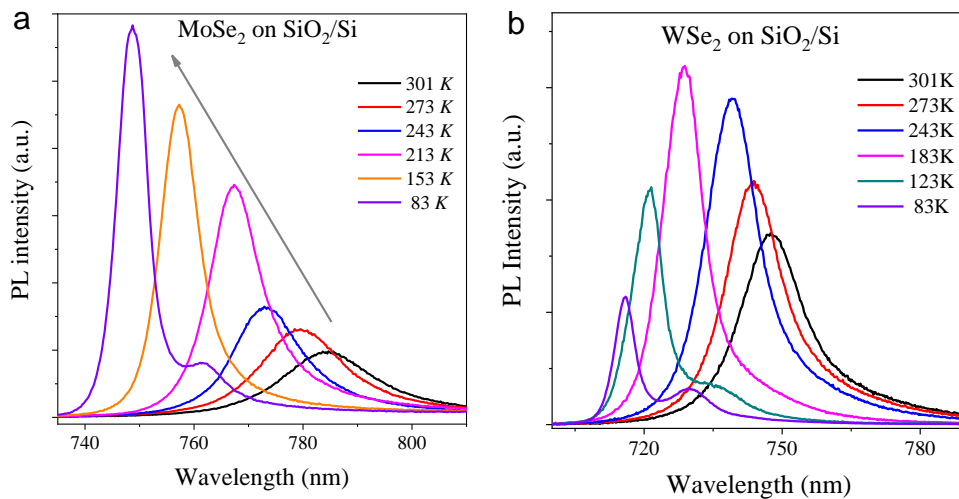 a
MoSe₂ on SiO₂/Si
301 K
273 K
243 K
213 K
153 K
83 K
PL intensity (a.u.)
740 760 780 800
Wavelength (nm)
b
WSe₂ on SiO₂/Si
301K
273K
243K
183K
123K
83K
PL Intensity (a.u.)
720 750 780
Wavelength (nm)